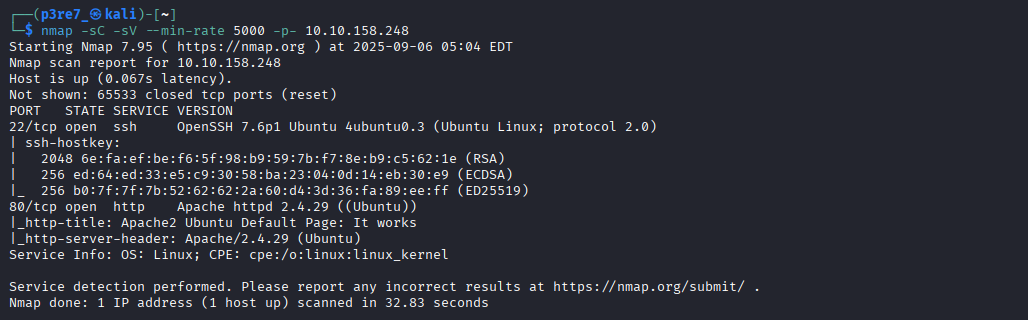 ┌──(p3re7_㉿kali)-[~]
└─$ nmap -sC -sV --min-rate 5000 -p- 10.10.158.248
Starting Nmap 7.95 ( https://nmap.org ) at 2025-09-06 05:04 EDT
Nmap scan report for 10.10.158.248
Host is up (0.067s latency).
Not shown: 65533 closed tcp ports (reset)
PORT   STATE SERVICE VERSION
22/tcp open  ssh     OpenSSH 7.6p1 Ubuntu 4ubuntu0.3 (Ubuntu Linux; protocol 2.0)
| ssh-hostkey:
|   2048 6e:fa:ef:be:f6:5f:98:b9:59:7b:f7:8e:b9:c5:62:1e (RSA)
|   256 ed:64:ed:33:e5:c9:30:58:ba:23:04:0d:14:eb:30:e9 (ECDSA)
|_  256 b0:7f:7f:7b:52:62:62:2a:60:d4:3d:36:fa:89:ee:ff (ED25519)
80/tcp open  http    Apache httpd 2.4.29 ((Ubuntu))
|_http-title: Apache2 Ubuntu Default Page: It works
|_http-server-header: Apache/2.4.29 (Ubuntu)
Service Info: OS: Linux; CPE: cpe:/o:linux:linux_kernel

Service detection performed. Please report any incorrect results at https://nmap.org/submit/ .
Nmap done: 1 IP address (1 host up) scanned in 32.83 seconds